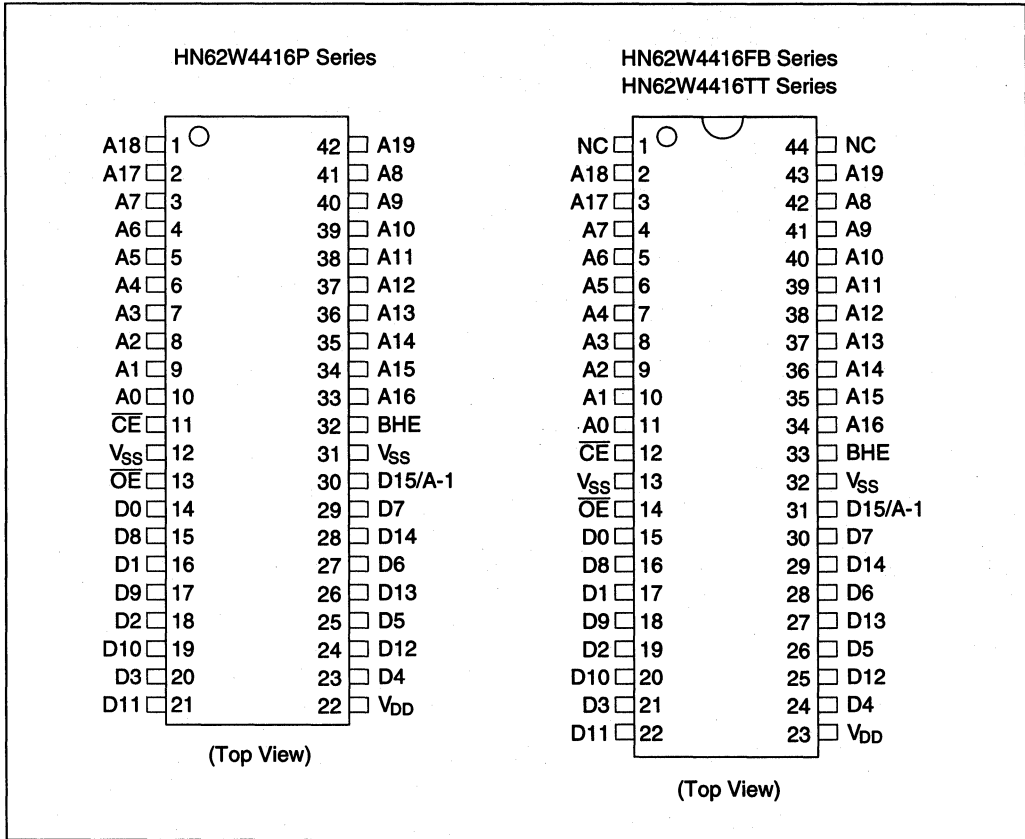 HN62W4416P Series
A18 1 42 A19
A17 2 41 A8
A7 3 40 A9
A6 4 39 A10
A5 5 38 A11
A4 6 37 A12
A3 7 36 A13
A2 8 35 A14
A1 9 34 A15
A0 10 33 A16
CE 11 32 BHE
VSS 12 31 VSS
OE 13 30 D15/A-1
D0 14 29 D7
D8 15 28 D14
D1 16 27 D6
D9 17 26 D13
D2 18 25 D5
D10 19 24 D12
D3 20 23 D4
D11 21 22 VDD
(Top View)
HN62W4416FB Series
HN62W4416TT Series
NC 1 44 NC
A18 2 43 A19
A17 3 42 A8
A7 4 41 A9
A6 5 40 A10
A5 6 39 A11
A4 7 38 A12
A3 8 37 A13
A2 9 36 A14
A1 10 35 A15
A0 11 34 A16
CE 12 33 BHE
VSS 13 32 VSS
OE 14 31 D15/A-1
D0 15 30 D7
D8 16 29 D14
D1 17 28 D6
D9 18 27 D13
D2 19 26 D5
D10 20 25 D12
D3 21 24 D4
D11 22 23 VDD
(Top View)